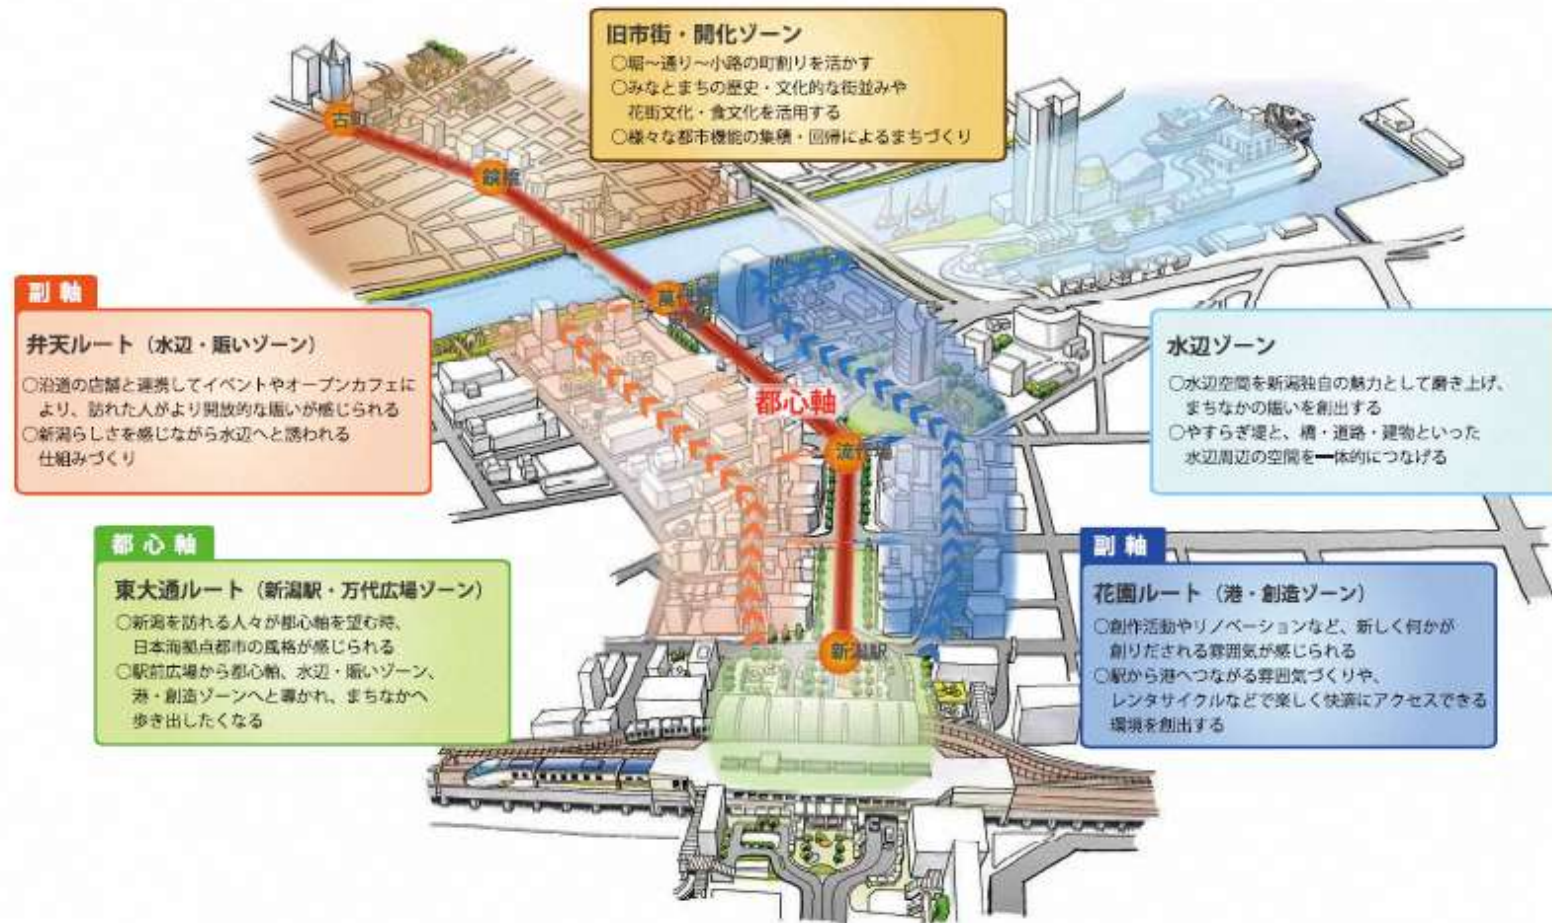 旧市街・開化ゾーン
○堀〜通り〜小路の町割りを活かす
○みなとまちの歴史・文化的な街並みや
花街文化・食文化を活用する
○様々な都市機能の集積・回帰によるまちづくり
古町
都心軸
新潟駅
副軸
弁天ルート（水辺・賑いゾーン）
○沿道の店舗と連携してイベントやオープンカフェに
より、訪れた人がより開放的な賑いが感じられる
○新潟らしさを感じながら水辺へと誘われる
仕組みづくり
水辺ゾーン
○水辺空間を新潟独自の魅力として磨き上げ、
まちなかの賑いを創出する
○やすらぎ堤と、橋・道路・建物といった
水辺周辺の空間を一体的につなげる
都心軸
東大通ルート（新潟駅・万代広場ゾーン）
○新潟を訪れる人々が都心軸を望む時、
日本海拠点都市の風格が感じられる
○駅前広場から都心軸、水辺・賑いゾーン、
港・創造ゾーンへと導かれ、まちなかへ
歩き出したくなる
副軸
花園ルート（港・創造ゾーン）
○創作活動やリノベーションなど、新しく何かが
創りだされる雰囲気が感じられる
○駅から港へつながる雰囲気づくりや、
レンタサイクルなどで楽しく快適にアクセスできる
環境を創出する